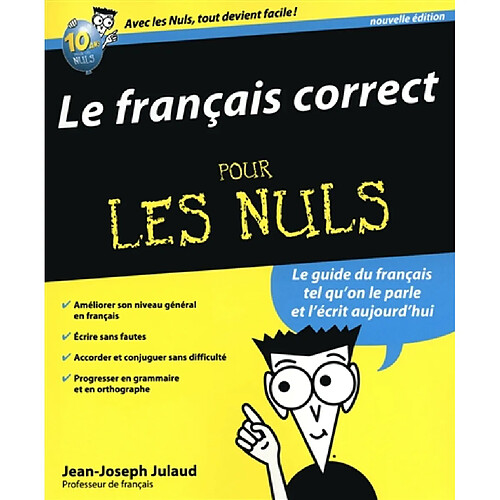 Avec les Nuls, tout devient facile !
nouvelle édition
10 ans
NULS
Le français correct
POUR
LES NULS
Le guide du français
tel qu'on le parle
et l'écrit aujourd'hui
✓ Améliorer son niveau général
en français
✓ Écrire sans fautes
✓ Accorder et conjuguer sans difficulté
✓ Progresser en grammaire
et en orthographe
Jean-Joseph Julaud
Professeur de français